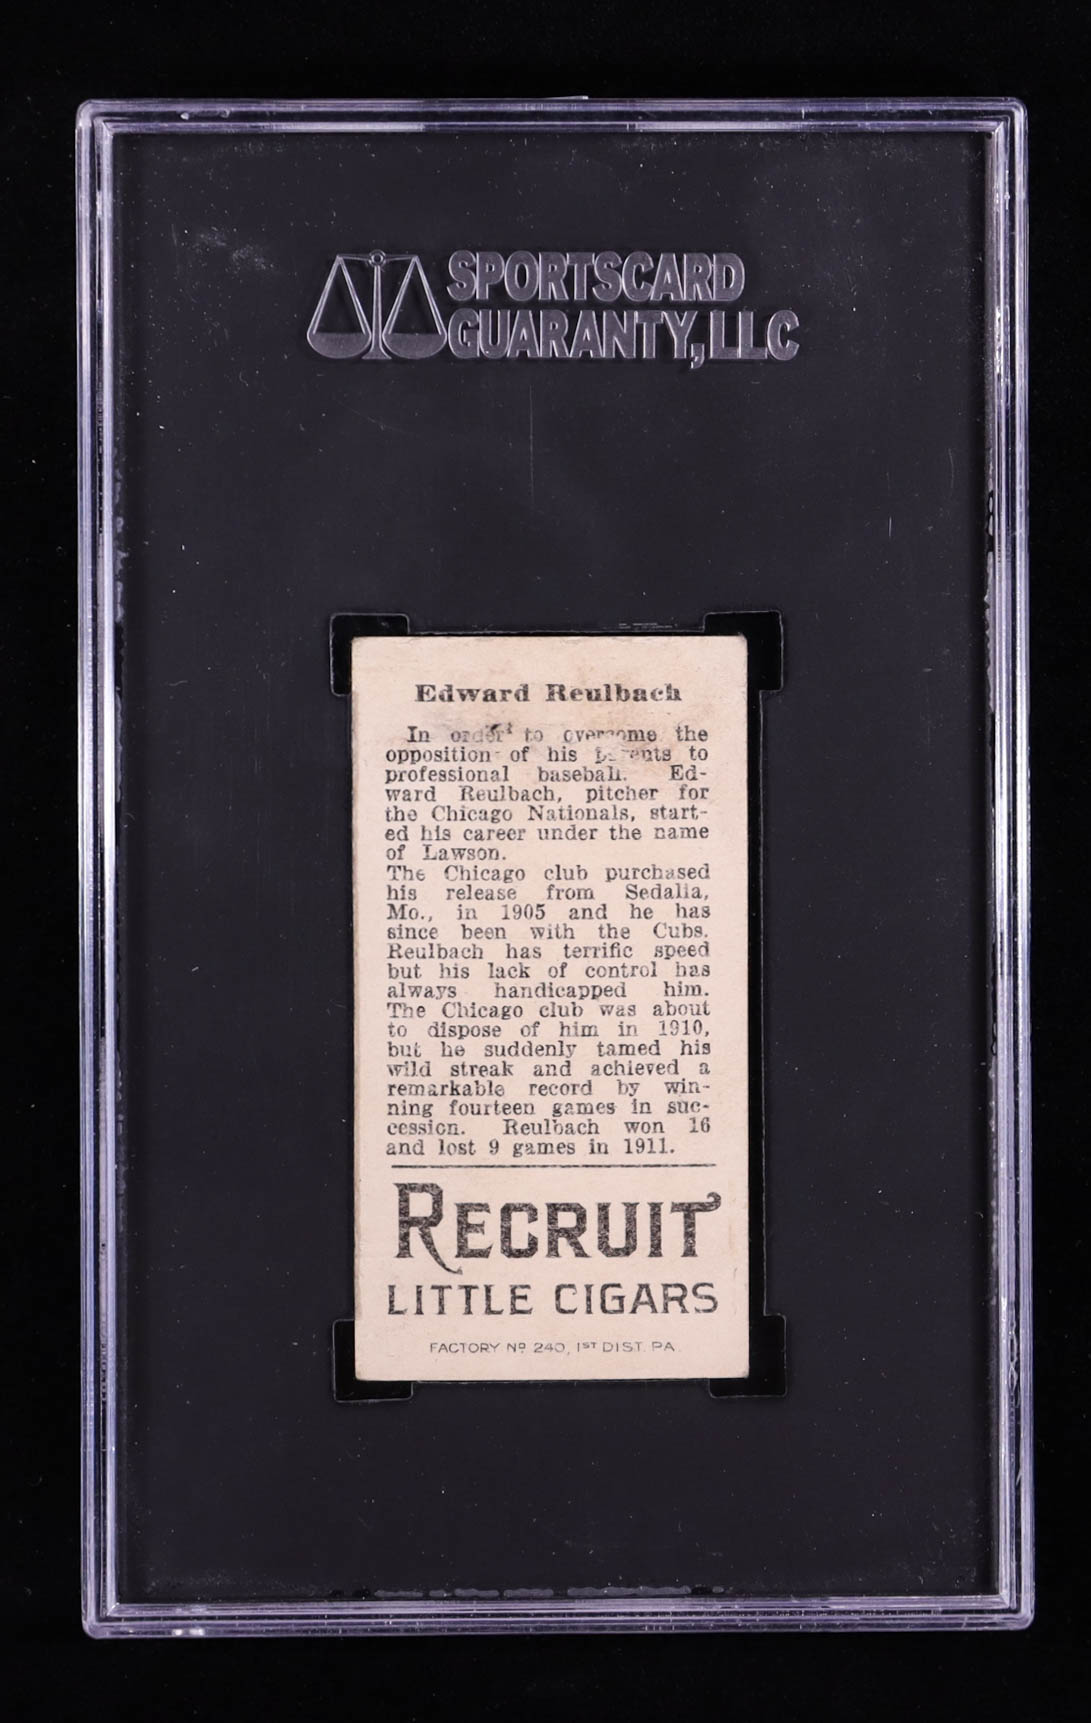 SPORTSCARD
GUARANTY, LLC
Edward Reulbach
In order to overcome the
opposition of his parents to
professional baseball. Ed-
ward Reulbach, pitcher for
the Chicago Nationals, start-
ed his career under the name
of Lawson.
The Chicago club purchased
his release from Sedalia,
Mo., in 1905 and he has
since been with the Cubs.
Reulbach has terrific speed
but his lack of control has
always handicapped him.
The Chicago club was about
to dispose of him in 1910,
but he suddenly tamed his
wild streak and achieved a
remarkable record by win-
ning fourteen games in suc-
cession. Reulbach won 16
and lost 9 games in 1911.
RECRUIT
LITTLE CIGARS
FACTORY Nº 240, 1ST DIST. PA.